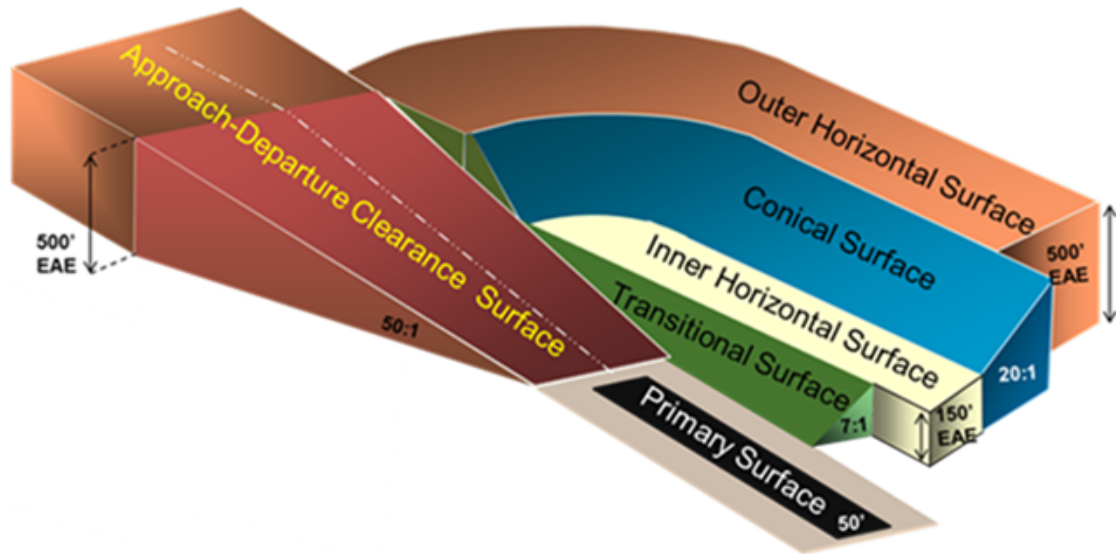 Approach-Departure Clearance Surface
Outer Horizontal Surface
Conical Surface
Inner Horizontal Surface
Transitional Surface
Primary Surface 50'
500'
EAE
50:1
500'
EAE
20:1
150'
EAE
7:1